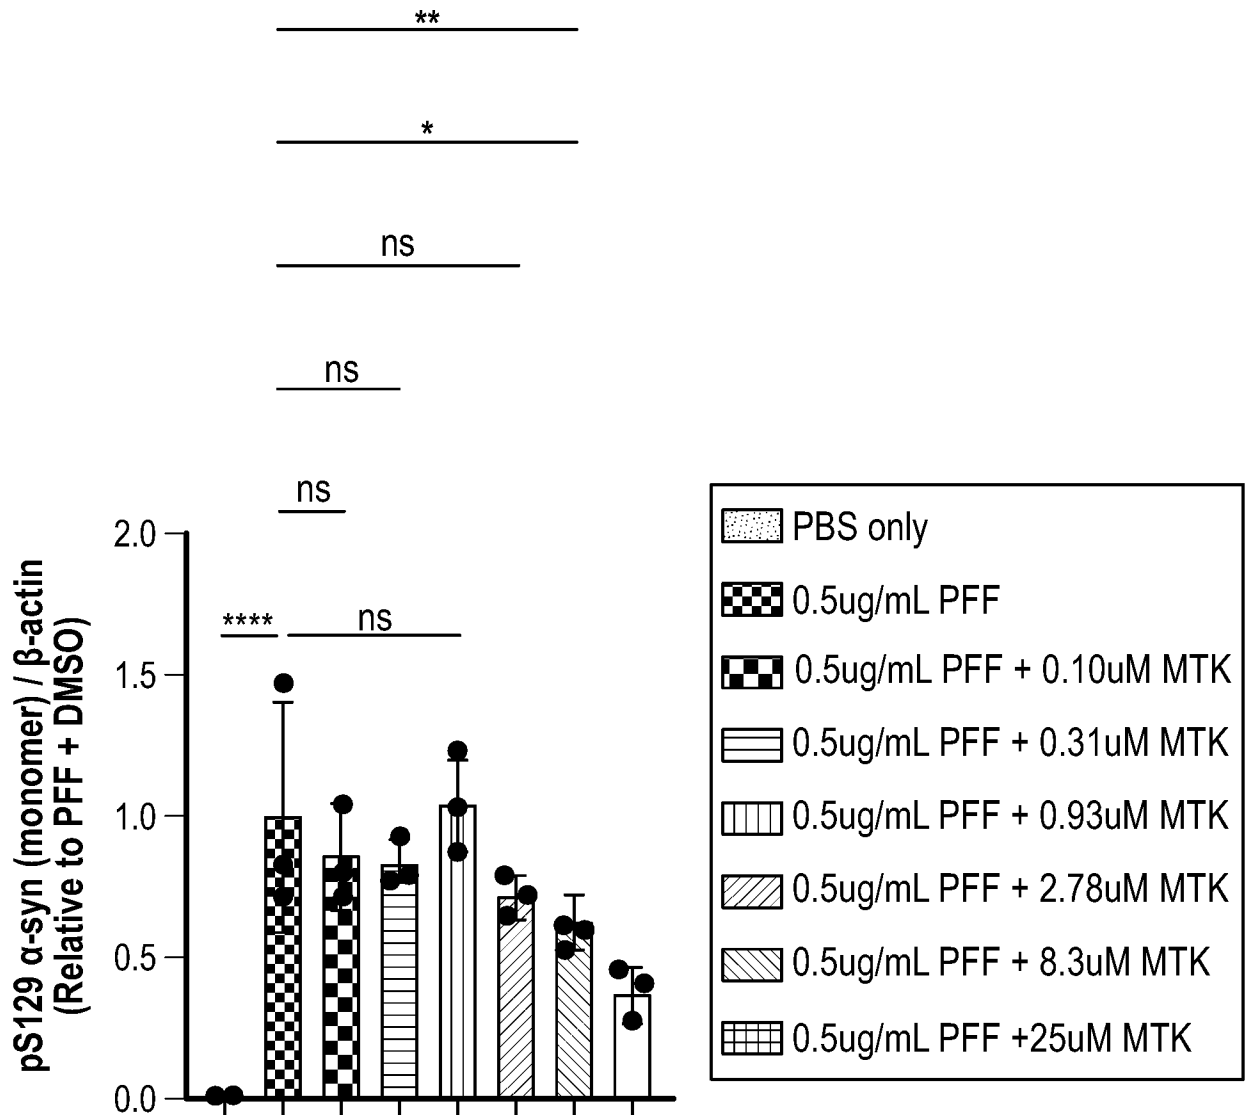 **
*
ns
ns
ns
2.0
1.5
1.0
0.5
0.0
****
ns
pS129 α-syn (monomer) / β-actin
(Relative to PFF + DMSO)
PBS only
0.5ug/mL PFF
0.5ug/mL PFF + 0.10uM MTK
0.5ug/mL PFF + 0.31uM MTK
0.5ug/mL PFF + 0.93uM MTK
0.5ug/mL PFF + 2.78uM MTK
0.5ug/mL PFF + 8.3uM MTK
0.5ug/mL PFF +25uM MTK